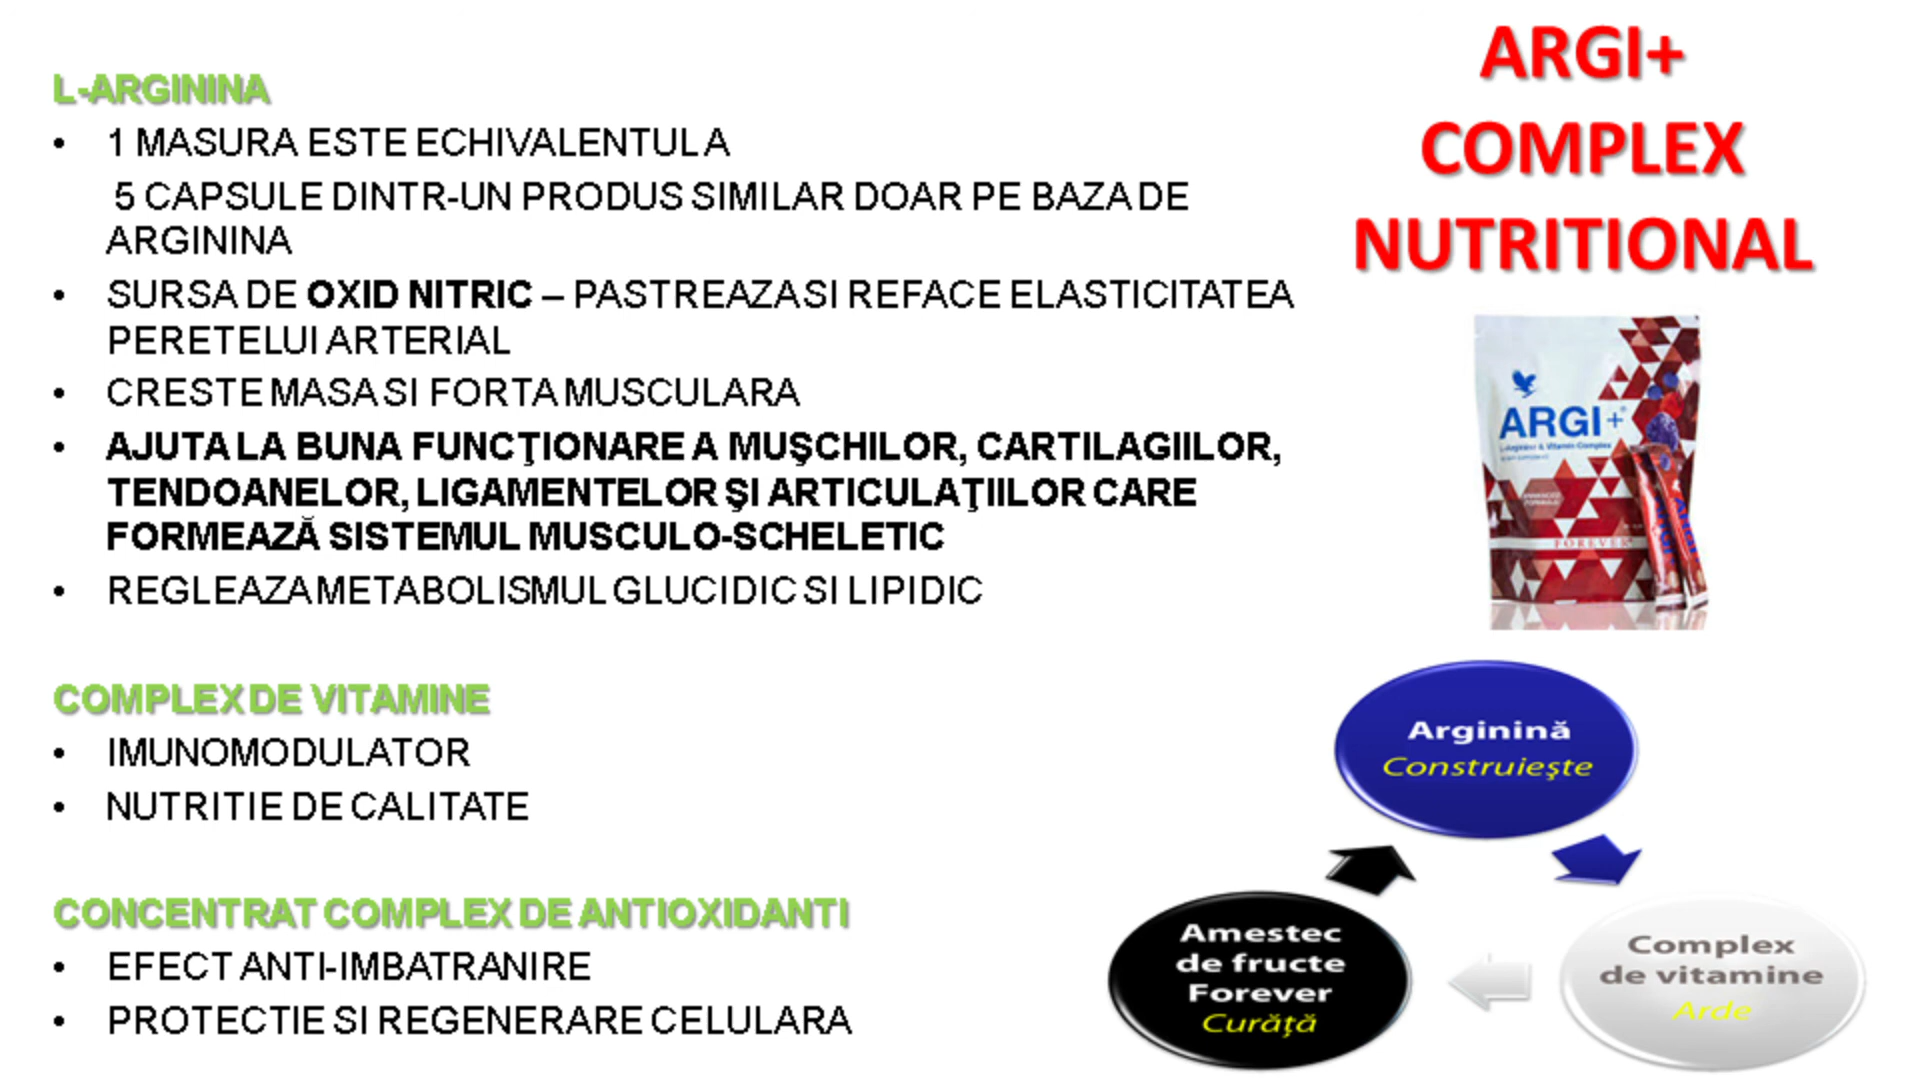 L-ARGININA
• 1 MASURA ESTE ECHIVALENTUL A
5 CAPSULE DINTR-UN PRODUS SIMILAR DOAR PE BAZA DE
ARGININA
• SURSA DE OXID NITRIC – PASTREAZA SI REFACE ELASTICITATEA
PERETELUI ARTERIAL
• CRESTE MASA SI FORTA MUSCULARA
• AJUTA LA BUNA FUNCŢIONARE A MUŞCHILOR, CARTILAGIILOR,
TENDOANELOR, LIGAMENTELOR ŞI ARTICULAŢIILOR CARE
FORMEAZĂ SISTEMUL MUSCULO-SCHELETIC
• REGLEAZA METABOLISMUL GLUCIDIC SI LIPIDIC
COMPLEX DE VITAMINE
• IMUNOMODULATOR
• NUTRITIE DE CALITATE
CONCENTRAT COMPLEX DE ANTIOXIDANTI
• EFECT ANTI-IMBATRANIRE
• PROTECTIE SI REGENERARE CELULARA
ARGI+
COMPLEX
NUTRITIONAL
ARGI+
L-Arginine & Vitamin Complex
FOREVER
Arginină
Construieşte
Complex
de vitamine
Arde
Amestec
de fructe
Forever
Curăţă